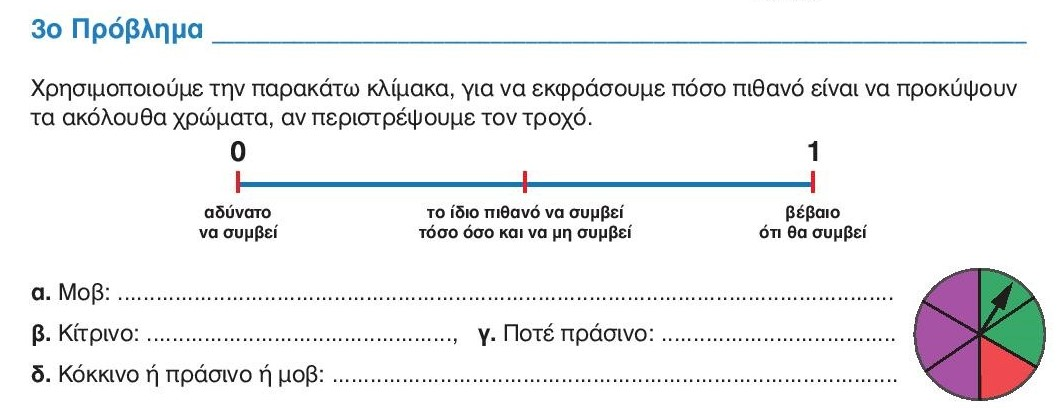 3ο Πρόβλημα
Χρησιμοποιούμε την παρακάτω κλίμακα, για να εκφράσουμε πόσο πιθανό είναι να προκύψουν
τα ακόλουθα χρώματα, αν περιστρέψουμε τον τροχό.
0 1
αδύνατο το ίδιο πιθανό να συμβεί βέβαιο
να συμβεί τόσο όσο και να μη συμβεί ότι θα συμβεί
α. Μοβ: ........................................................................................................................
β. Κίτρινο: ................................................, γ. Ποτέ πράσινο: .....................................
δ. Κόκκινο ή πράσινο ή μοβ: .........................................................................................